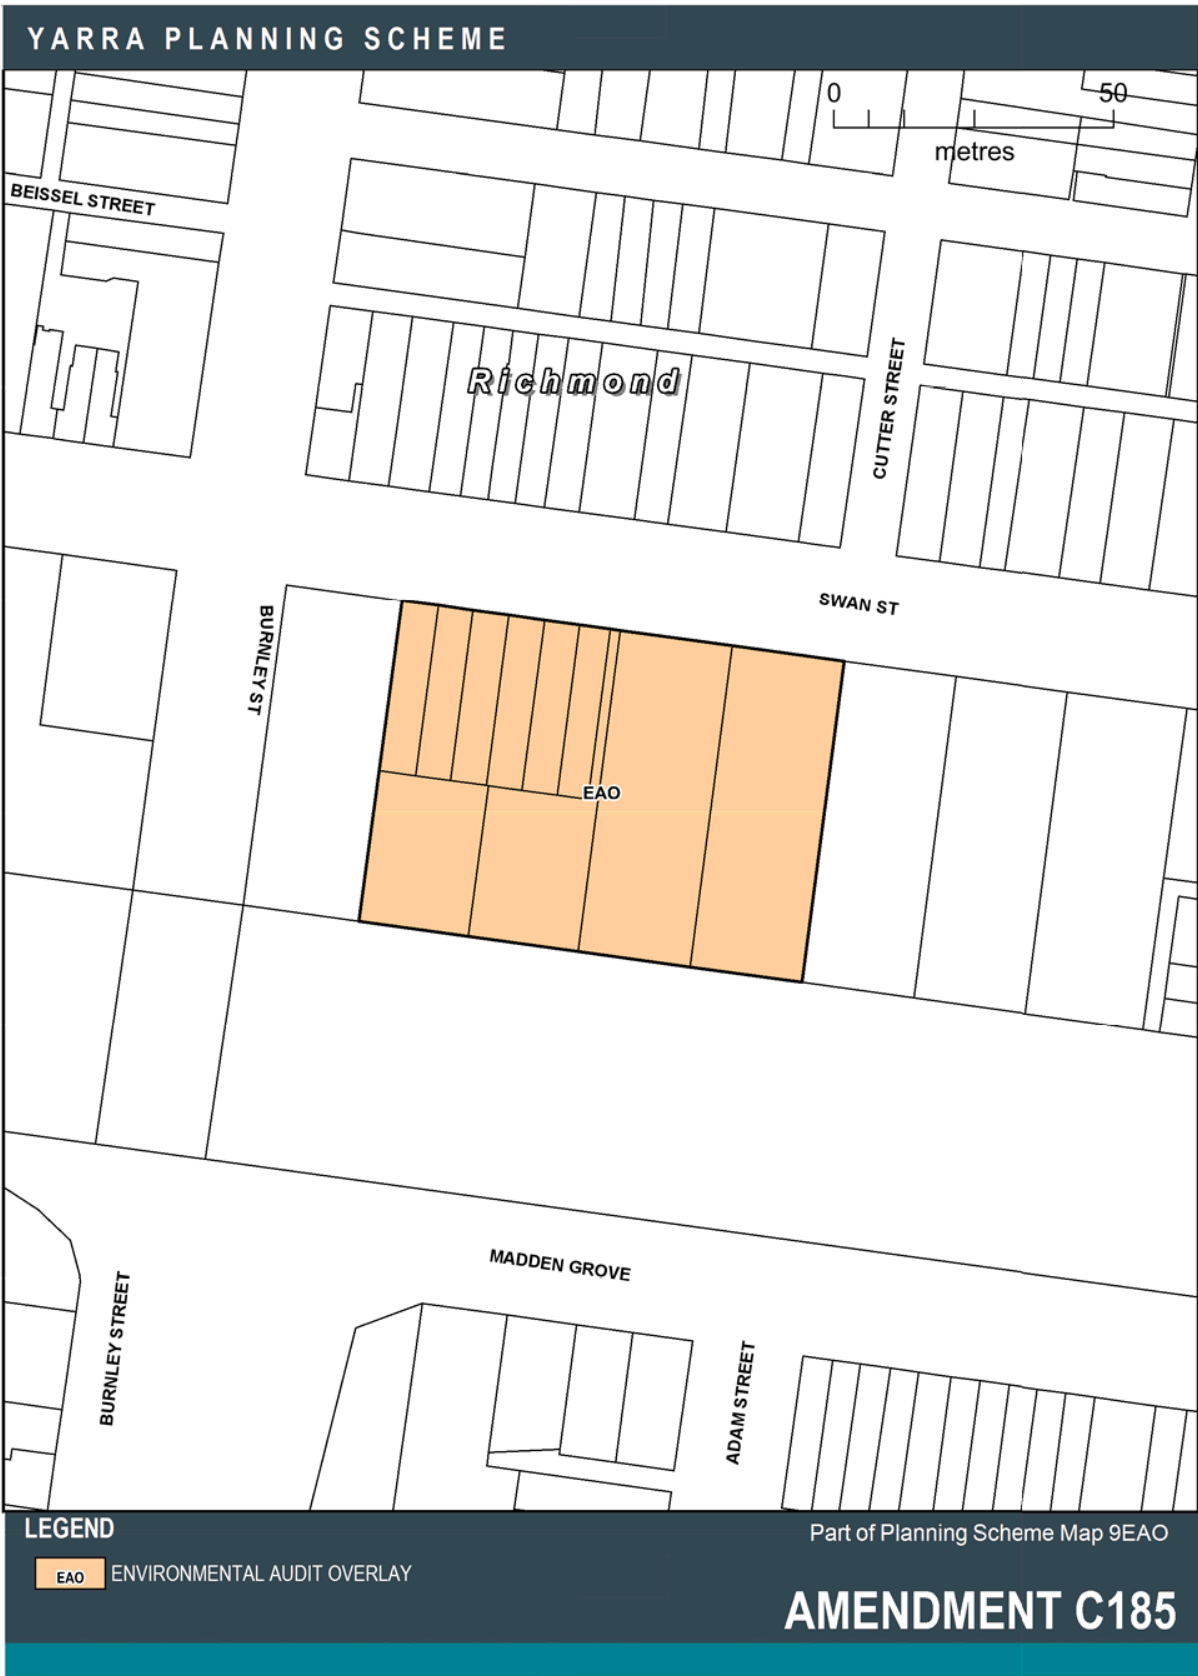 YARRA PLANNING SCHEME
0 50
metres
BEISSEL STREET
Richmond
CUTTER STREET
SWAN ST
BURNLEY ST
EAO
MADDEN GROVE
BURNLEY STREET
ADAM STREET
LEGEND
Part of Planning Scheme Map 9EAO
EAO ENVIRONMENTAL AUDIT OVERLAY
AMENDMENT C185